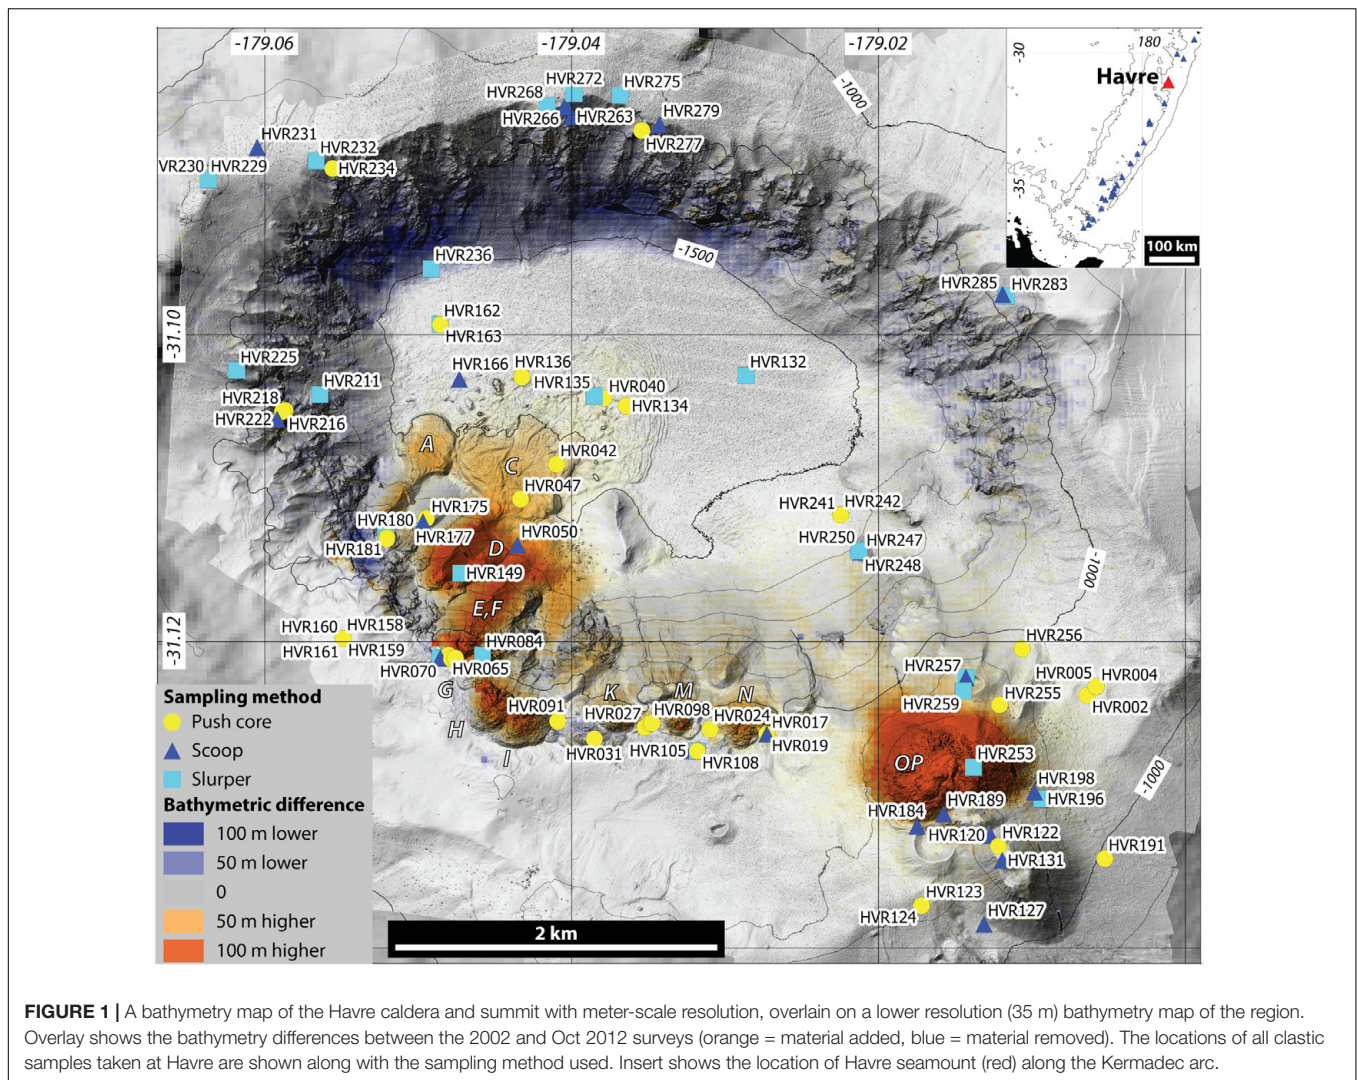 -179.06
-179.04
-179.02
180
-30
-35
Havre
100 km
-1000
HVR272
HVR275
HVR268
HVR279
HVR266
HVR263
HVR277
HVR231
HVR232
VR230
HVR229
HVR234
-1500
HVR236
HVR285
HVR283
-31.10
HVR162
HVR163
HVR225
HVR166
HVR136
HVR132
HVR211
HVR135
HVR040
HVR218
HVR134
HVR222
HVR216
A
C
HVR042
HVR047
HVR175
HVR241
HVR242
HVR180
HVR177
HVR050
HVR250
HVR247
HVR181
D
HVR248
HVR149
-1000
E,F
-31.12
HVR160
HVR158
HVR161
HVR159
HVR084
HVR256
HVR070
HVR065
HVR257
HVR005
HVR004
G
K
M
N
HVR259
HVR255
HVR002
H
HVR091
HVR027
HVR098
HVR024
HVR017
I
HVR031
HVR105
HVR108
HVR019
OP
HVR253
-1000
HVR198
HVR196
HVR184
HVR189
HVR120
HVR122
HVR131
HVR191
HVR123
HVR124
HVR127
Sampling method
Push core
Scoop
Slurper
Bathymetric difference
100 m lower
50 m lower
0
50 m higher
100 m higher
2 km
FIGURE 1 | A bathymetry map of the Havre caldera and summit with meter-scale resolution, overlain on a lower resolution (35 m) bathymetry map of the region.
Overlay shows the bathymetry differences between the 2002 and Oct 2012 surveys (orange = material added, blue = material removed). The locations of all clastic
samples taken at Havre are shown along with the sampling method used. Insert shows the location of Havre seamount (red) along the Kermadec arc.